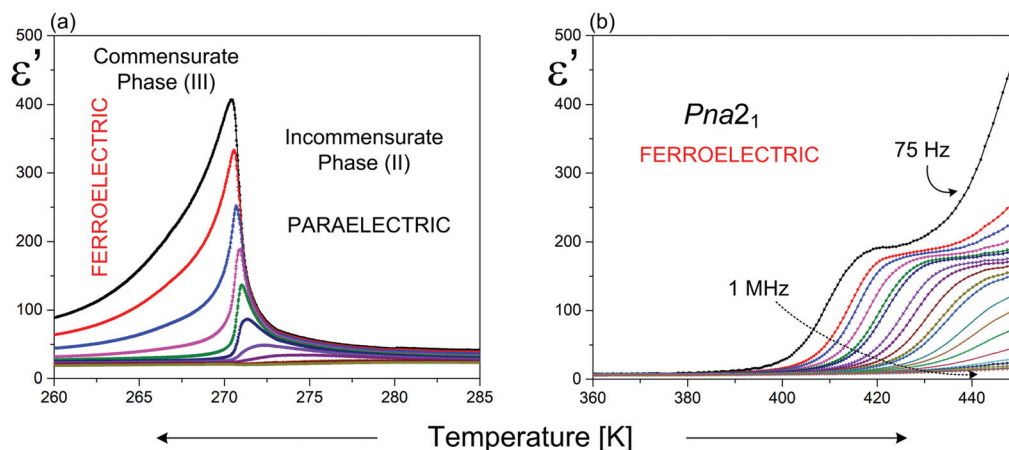 (a)
500
400
300
200
100
0
ε'
Commensurate
Phase (III)
FERROELECTRIC
Incommensurate
Phase (II)
PARAELECTRIC
260 265 270 275 280 285
(b)
500
400
300
200
100
0
ε'
Pna2₁
FERROELECTRIC
75 Hz
1 MHz
360 380 400 420 440
Temperature [K]